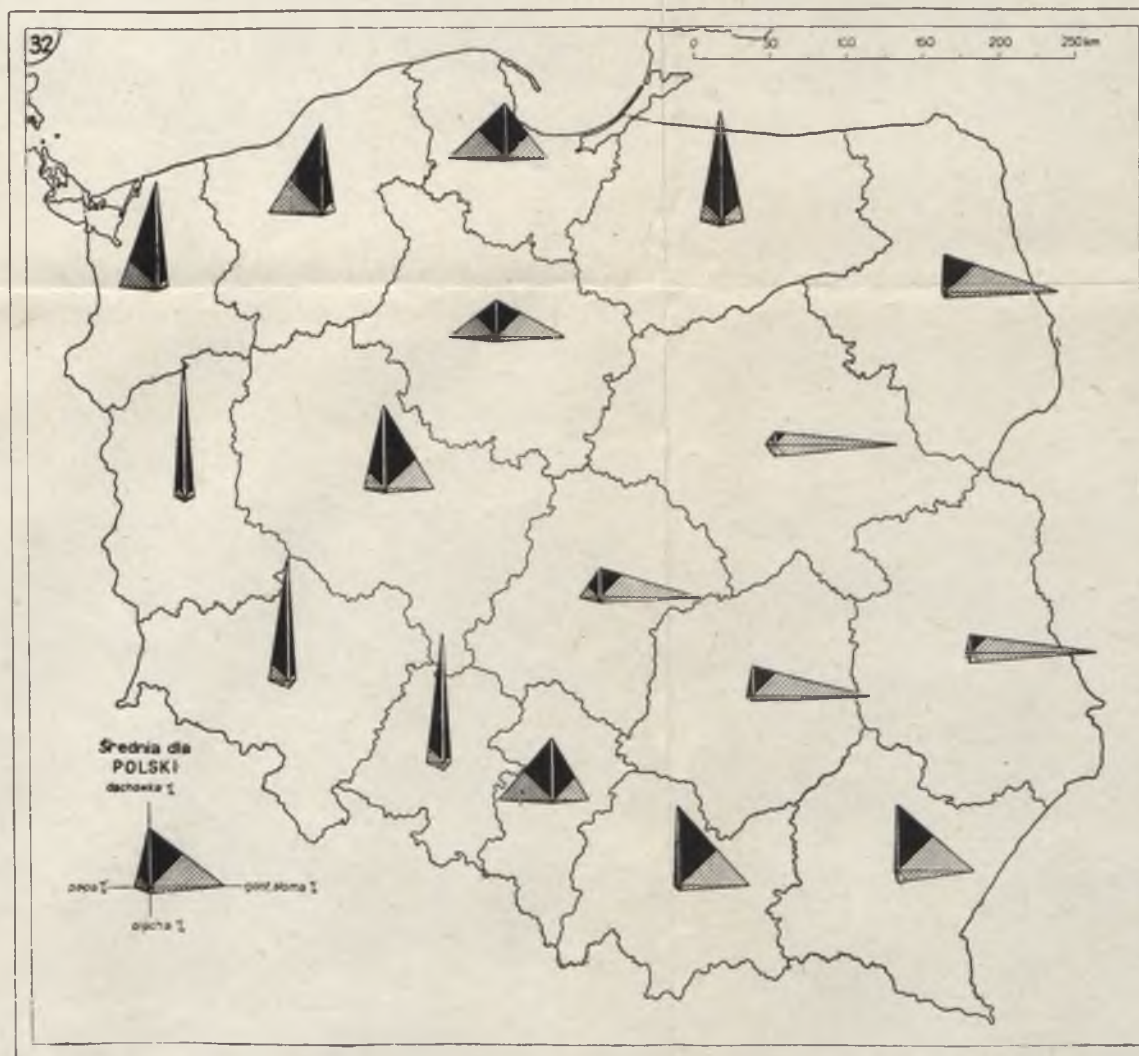 32
0 50 100 150 200 250 km
Średnia dla
POLSKI
dachówka %
papa % gont, słoma %
blacha %